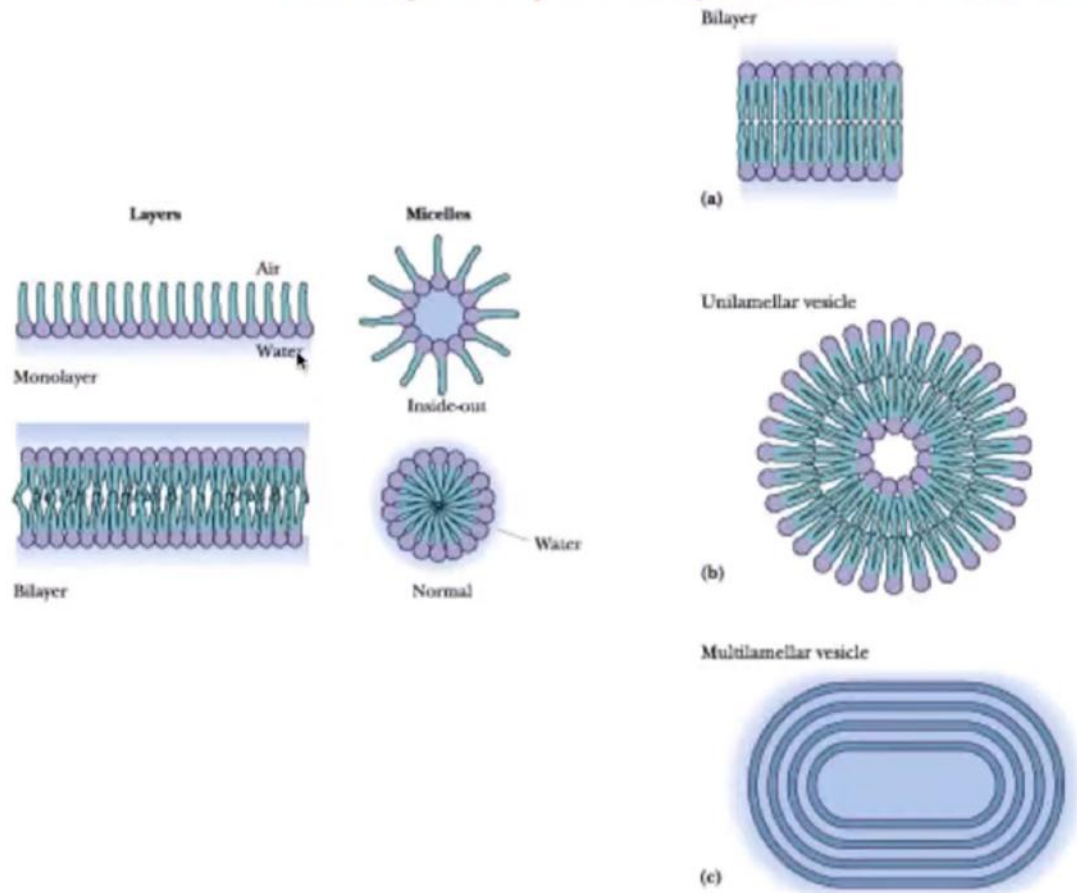 Bilayer
(a)
Layers
Micelles
Air
Water
Monolayer
Inside-out
Bilayer
Water
Normal
Unilamellar vesicle
(b)
Multilamellar vesicle
(c)